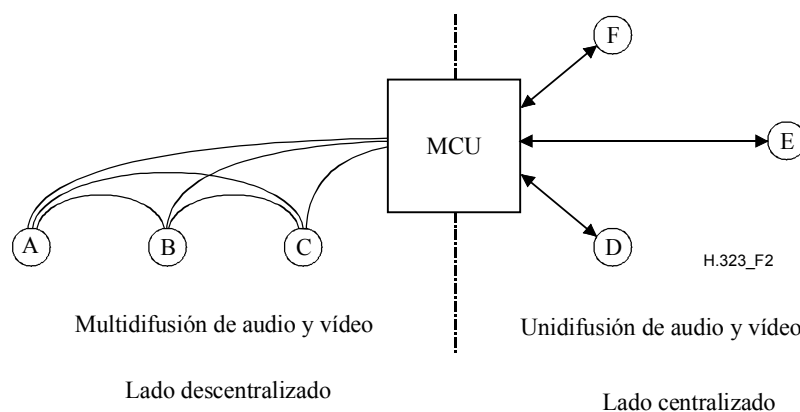 F
MCU
E
A
B
C
D
H.323_F2
Multidifusión de audio y vídeo
Unidifusión de audio y vídeo
Lado descentralizado
Lado centralizado